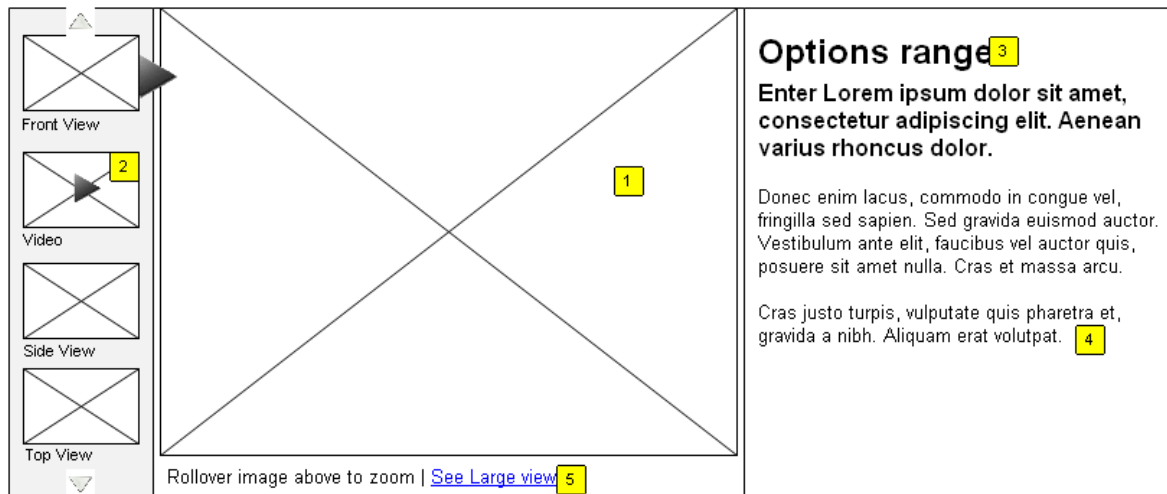 Front View
2
Video
Side View
Top View
1
Rollover image above to zoom | See Large view 5
Options range 3
Enter Lorem ipsum dolor sit amet,
consectetur adipiscing elit. Aenean
varius rhoncus dolor.
Donec enim lacus, commodo in congue vel,
fringilla sed sapien. Sed gravida euismod auctor.
Vestibulum ante elit, faucibus vel auctor quis,
posuere sit amet nulla. Cras et massa arcu.
Cras justo turpis, vulputate quis pharetra et,
gravida a nibh. Aliquam erat volutpat. 4